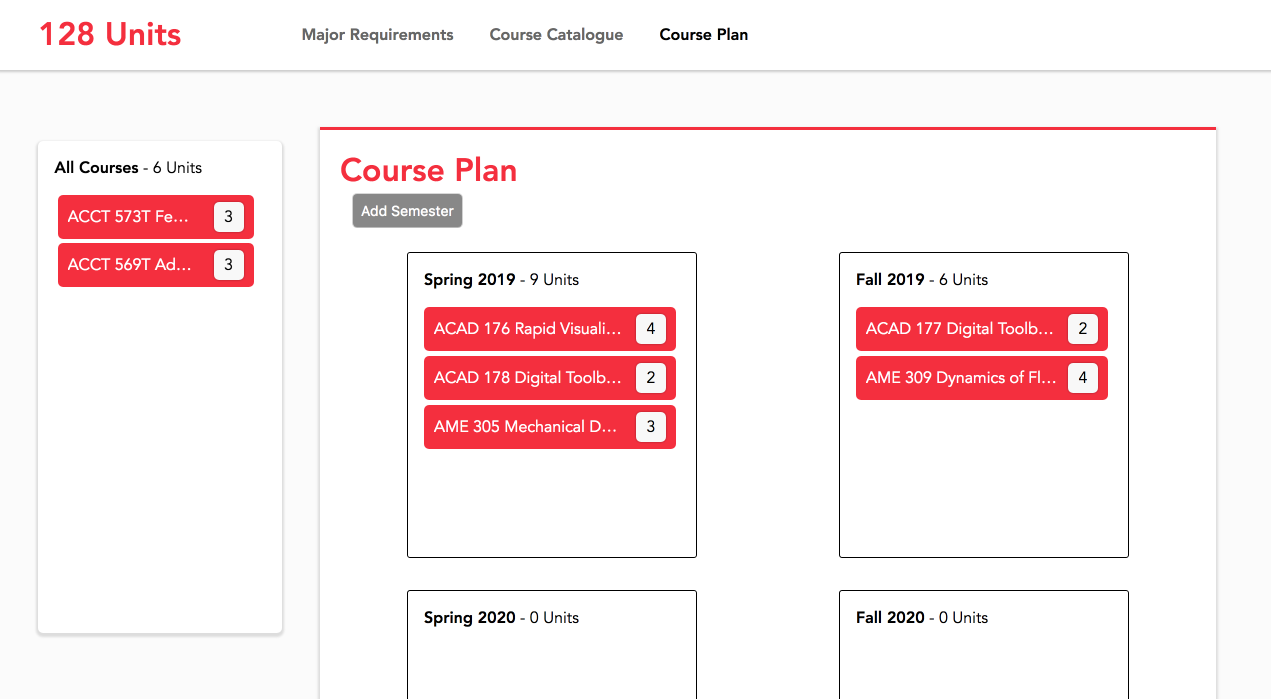 128 Units
Major Requirements
Course Catalogue
Course Plan
All Courses - 6 Units
ACCT 573T Fe... 3
ACCT 569T Ad... 3
Course Plan
Add Semester
Spring 2019 - 9 Units
ACAD 176 Rapid Visuali... 4
ACAD 178 Digital Toolb... 2
AME 305 Mechanical D... 3
Fall 2019 - 6 Units
ACAD 177 Digital Toolb... 2
AME 309 Dynamics of Fl... 4
Spring 2020 - 0 Units
Fall 2020 - 0 Units